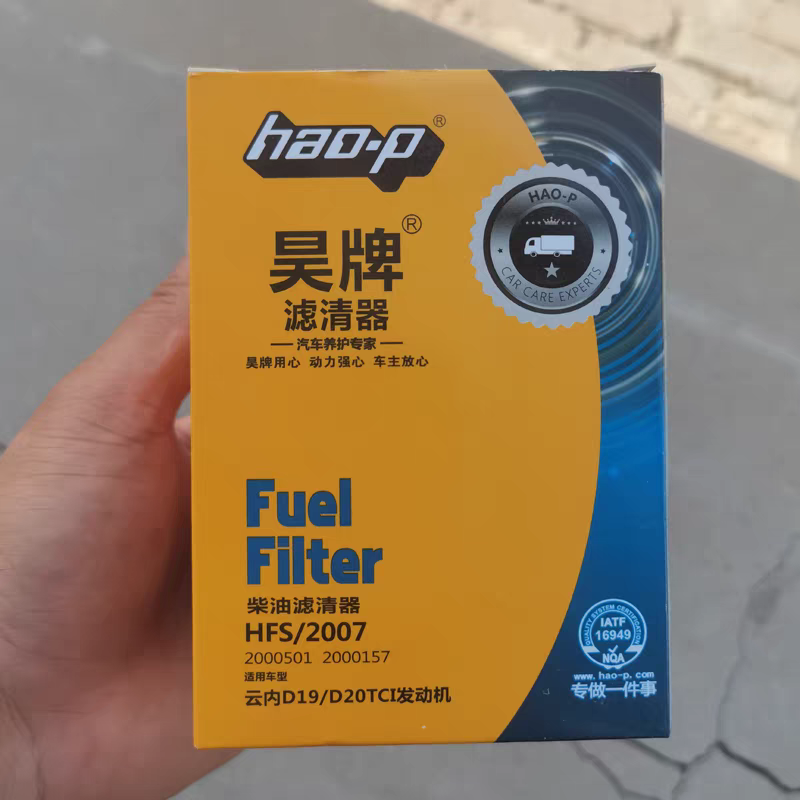 hao-p®
昊牌®
滤清器
汽车养护专家
昊牌用心 动力强心 车主放心
HAO-P
CAR CARE EXPERTS
Fuel
Filter
柴油滤清器
HFS/2007
2000501 2000157
适用车型
云内D19/D20TCI发动机
QUALITY SYSTEM CERTIFICATION
IATF
16949
NQA
www.hao-p.com
专做一件事